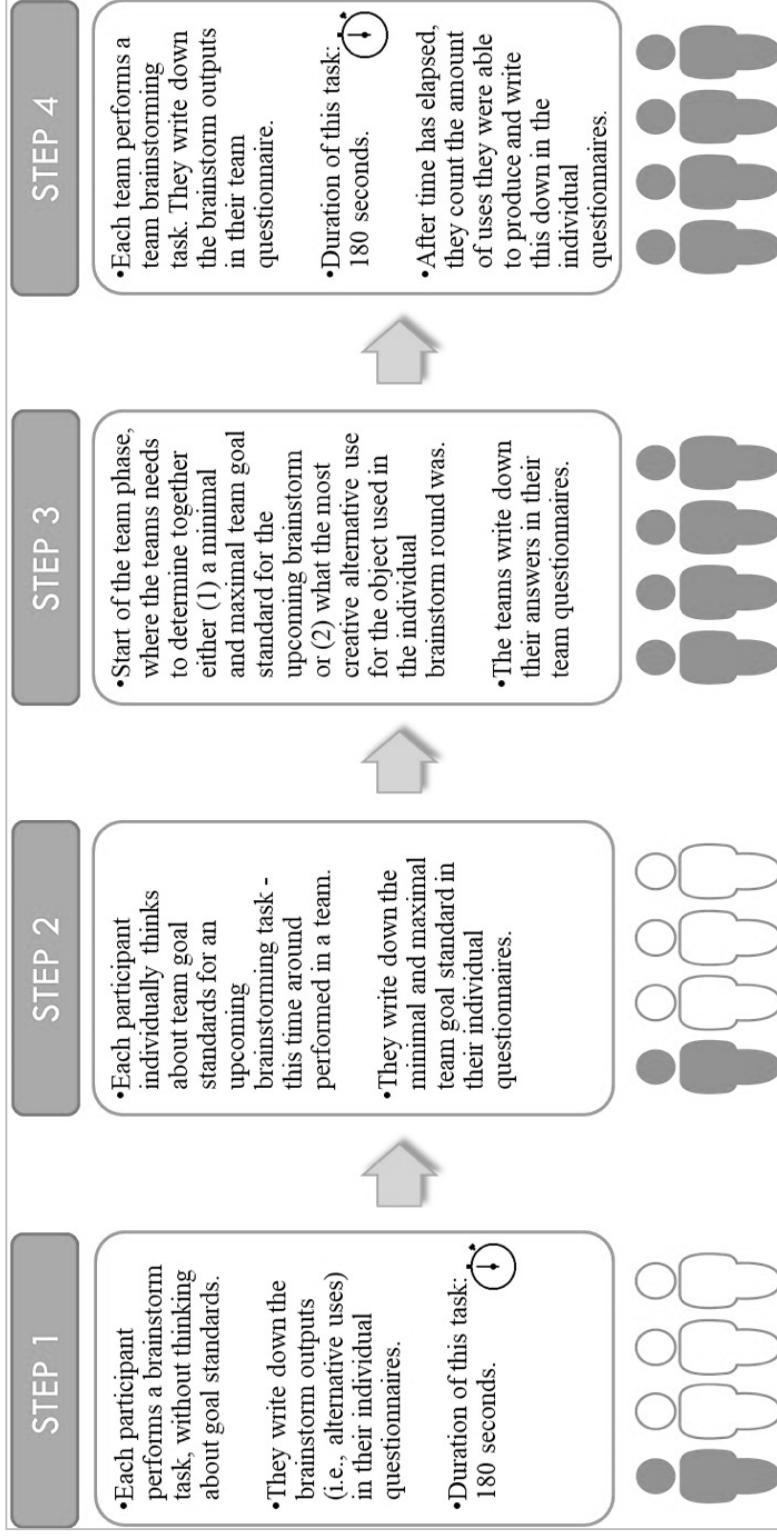 STEP 1
•Each participant
performs a brainstorm
task, without thinking
about goal standards.
•They write down the
brainstorm outputs
(i.e., alternative uses)
in their individual
questionnaires.
•Duration of this task:
180 seconds.
STEP 2
•Each participant
individually thinks
about team goal
standards for an
upcoming
brainstorming task -
this time around
performed in a team.
•They write down the
minimal and maximal
team goal standard in
their individual
questionnaires.
STEP 3
•Start of the team phase,
where the teams needs
to determine together
either (1) a minimal
and maximal team goal
standard for the
upcoming brainstorm
or (2) what the most
creative alternative use
for the object used in
the individual
brainstorm round was.
•The teams write down
their answers in their
team questionnaires.
STEP 4
•Each team performs a
team brainstorming
task. They write down
the brainstorm outputs
in their team
questionnaire.
•Duration of this task:
180 seconds.
•After time has elapsed,
they count the amount
of uses they were able
to produce and write
this down in the
individual
questionnaires.